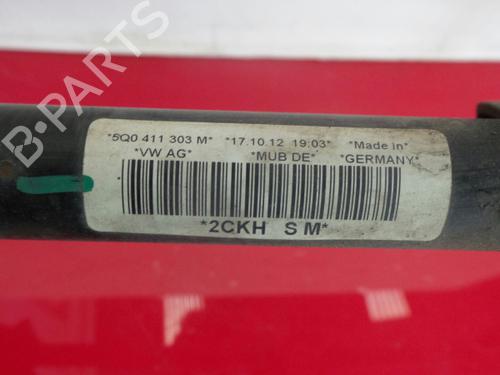 *5Q0 411 303 M* *17.10.12 19:03* *Made in*
*VW AG* *MUB DE* *GERMANY*
*2CKH S M*
B-PARTS